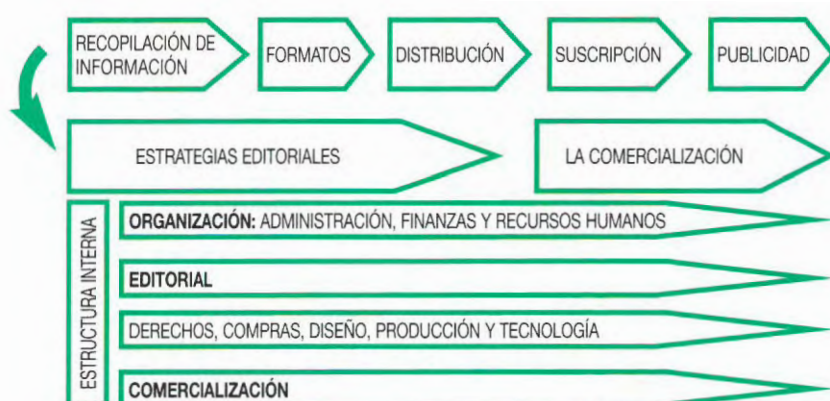 RECOPILACIÓN DE
INFORMACIÓN
FORMATOS
DISTRIBUCIÓN
SUSCRIPCIÓN
PUBLICIDAD
ESTRATEGIAS EDITORIALES
LA COMERCIALIZACIÓN
ESTRUCTURA INTERNA
ORGANIZACIÓN: ADMINISTRACIÓN, FINANZAS Y RECURSOS HUMANOS
EDITORIAL
DERECHOS, COMPRAS, DISEÑO, PRODUCCIÓN Y TECNOLOGÍA
COMERCIALIZACIÓN